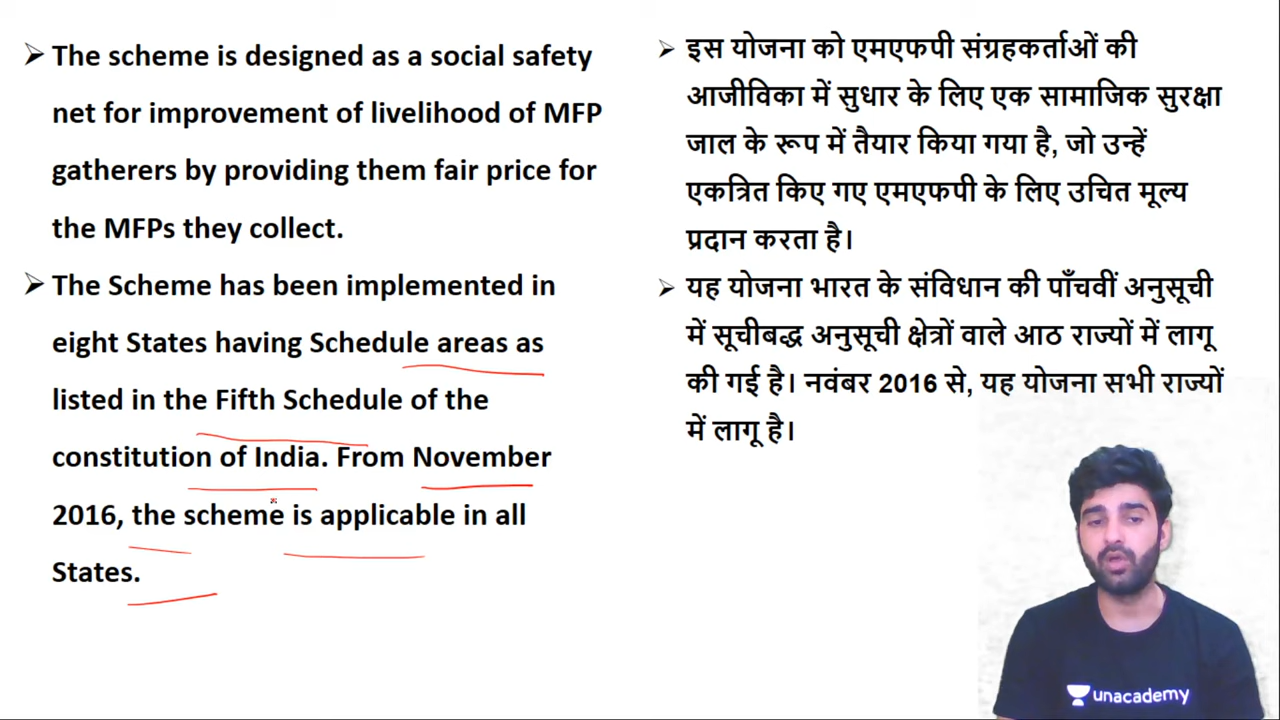 The scheme is designed as a social safety
net for improvement of livelihood of MFP
gatherers by providing them fair price for
the MFPs they collect.
The Scheme has been implemented in
eight States having Schedule areas as
listed in the Fifth Schedule of the
constitution of India. From November
2016, the scheme is applicable in all
States.
इस योजना को एमएफपी संग्रहकर्ताओं की
आजीविका में सुधार के लिए एक सामाजिक सुरक्षा
जाल के रूप में तैयार किया गया है, जो उन्हें
एकत्रित किए गए एमएफपी के लिए उचित मूल्य
प्रदान करता है।
यह योजना भारत के संविधान की पाँचवीं अनुसूची
में सूचीबद्ध अनुसूची क्षेत्रों वाले आठ राज्यों में लागू
की गई है। नवंबर 2016 से, यह योजना सभी राज्यों
में लागू है।
unacademy